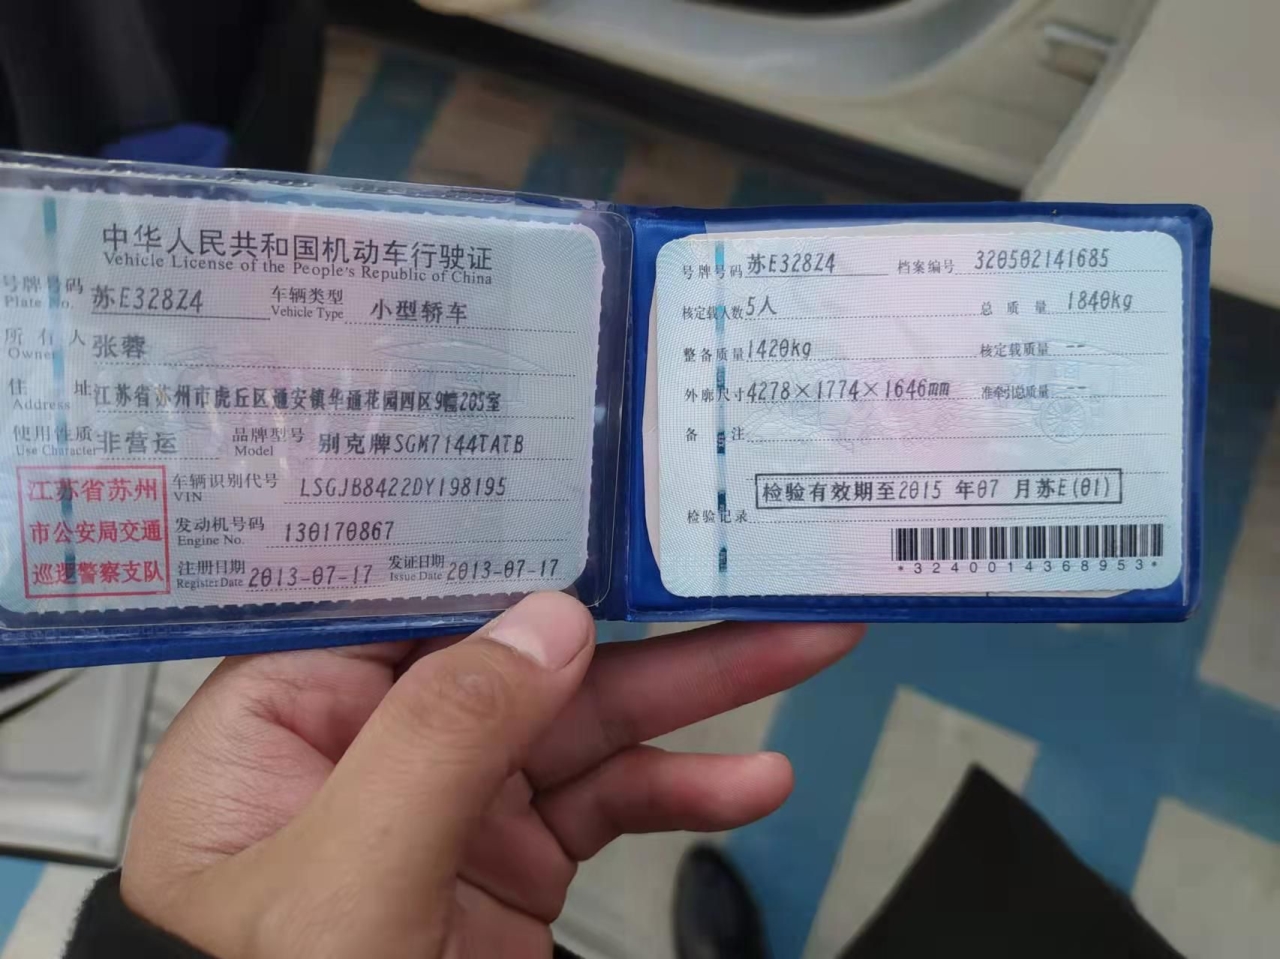 中华人民共和国机动车行驶证
Vehicle License of the People's Republic of China
号牌号码 苏E328Z4 车辆类型 小型轿车
Plate No. Vehicle Type
所有人 张蓉
Owner
住址 江苏省苏州市虎丘区通安镇华通花园四区9幢205室
Address
使用性质 非营运 品牌型号 别克牌SGM7144TATB
Use Character Model
车辆识别代号 LSGJB8422DY198195
VIN
发动机号码 130170867
Engine No.
注册日期 2013-07-17 发证日期 2013-07-17
Register Date Issue Date
江苏省苏州
市公安局交通
巡逻警察支队
号牌号码 苏E328Z4 档案编号 320502141685
核定载人数 5人 总质量 1840kg
整备质量 1420kg 核定载质量 --
外廓尺寸 4278×1774×1646mm 准牵引总质量 --
备注
检验有效期至2015 年07 月苏E(01)
检验记录
*3240014368953*